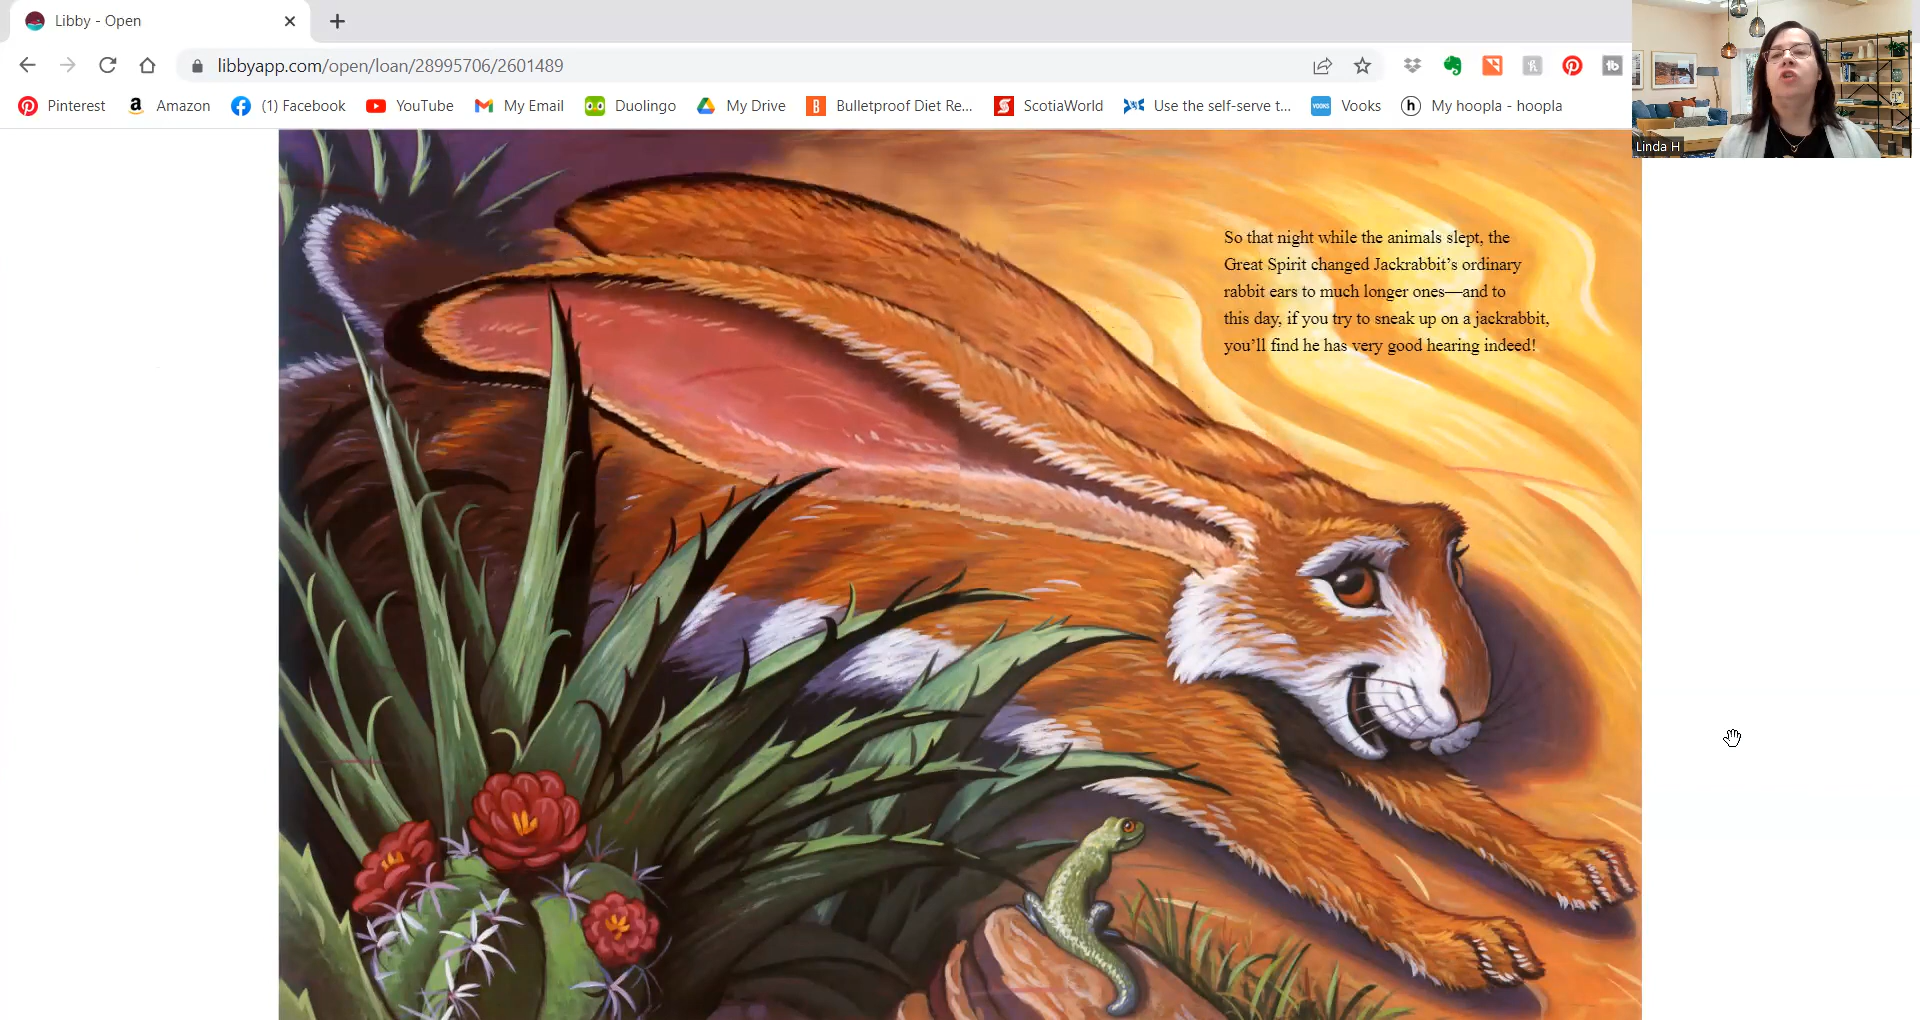 Libby - Open
libbyapp.com/open/loan/28995706/2601489
Pinterest Amazon (1) Facebook YouTube My Email Duolingo My Drive Bulletproof Diet Re... ScotiaWorld Use the self-serve t... Vooks My hoopla - hoopla
Linda H
So that night while the animals slept, the
Great Spirit changed Jackrabbit’s ordinary
rabbit ears to much longer ones—and to
this day, if you try to sneak up on a jackrabbit,
you’ll find he has very good hearing indeed!